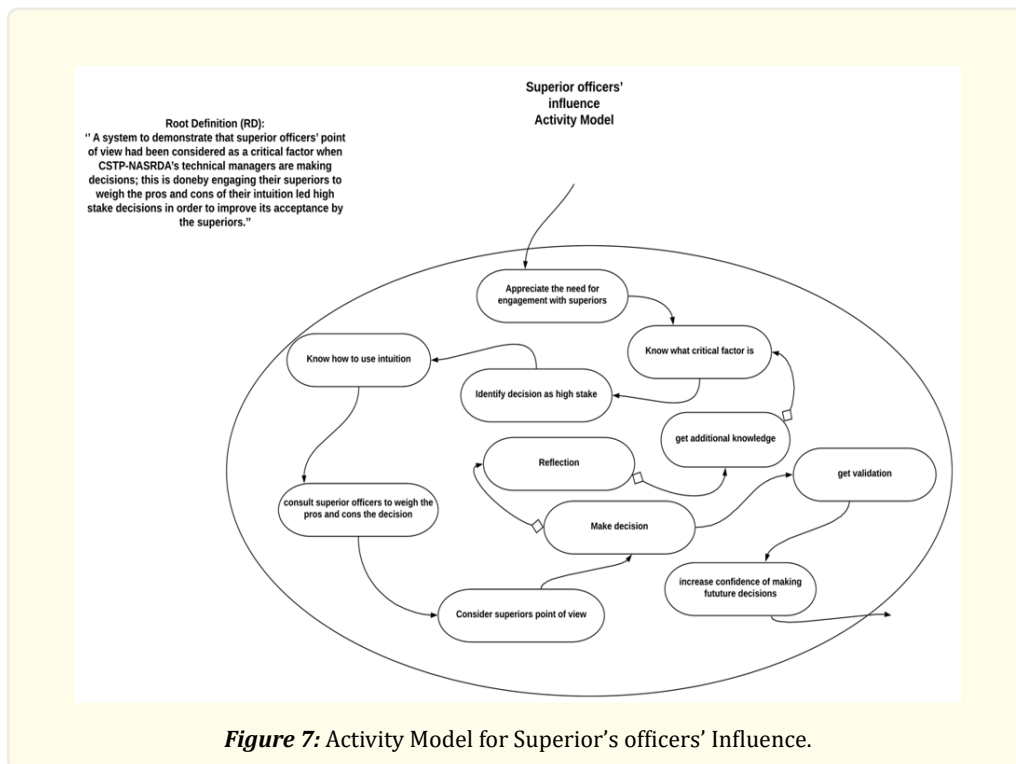 Superior officers'
influence
Activity Model
Root Definition (RD):
'' A system to demonstrate that superior officers' point
of view had been considered as a critical factor when
CSTP-NASRDA's technical managers are making
decisions; this is doneby engaging their superiors to
weigh the pros and cons of their intuition led high
stake decisions in order to improve its acceptance by
the superiors.''
Appreciate the need for
engagement with superiors
Know what critical factor is
Know how to use intuition
Identify decision as high stake
get additional knowledge
Reflection
get validation
consult superior officers to weigh the
pros and cons the decision
Make decision
increase confidence of making
fututure decisions
Consider superiors point of view
Figure 7: Activity Model for Superior's officers' Influence.